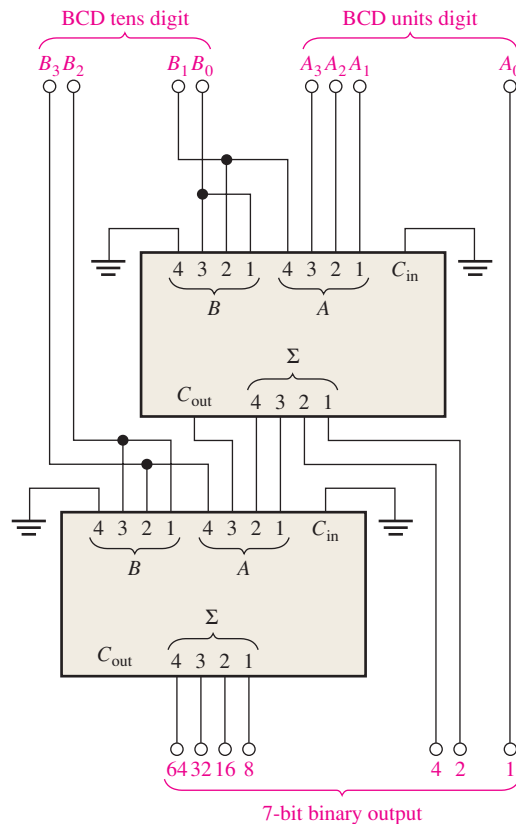 BCD tens digit BCD units digit
B3 B2 B1 B0 A3 A2 A1 A0
4 3 2 1 4 3 2 1 Cin
B A
Σ
Cout 4 3 2 1
4 3 2 1 4 3 2 1 Cin
B A
Σ
Cout 4 3 2 1
64 32 16 8 4 2 1
7-bit binary output